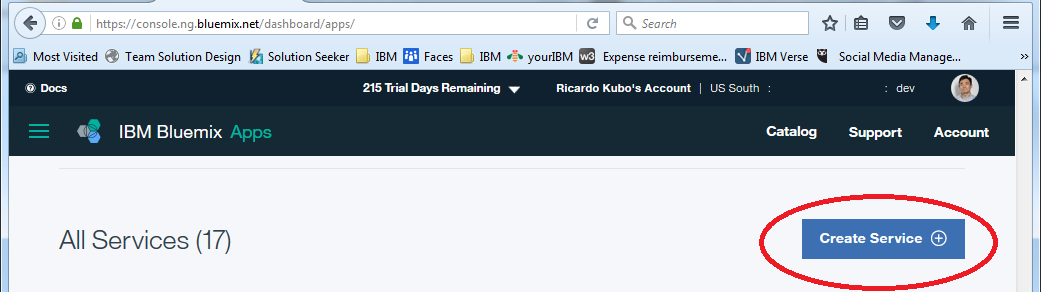 https://console.ng.bluemix.net/dashboard/apps/ Search
Most Visited Team Solution Design Solution Seeker IBM Faces IBM yourIBM w3 Expense reimburseme... IBM Verse Social Media Manage... »
Docs 215 Trial Days Remaining Ricardo Kubo's Account | US South : : dev
IBM Bluemix Apps Catalog Support Account
All Services (17) Create Service